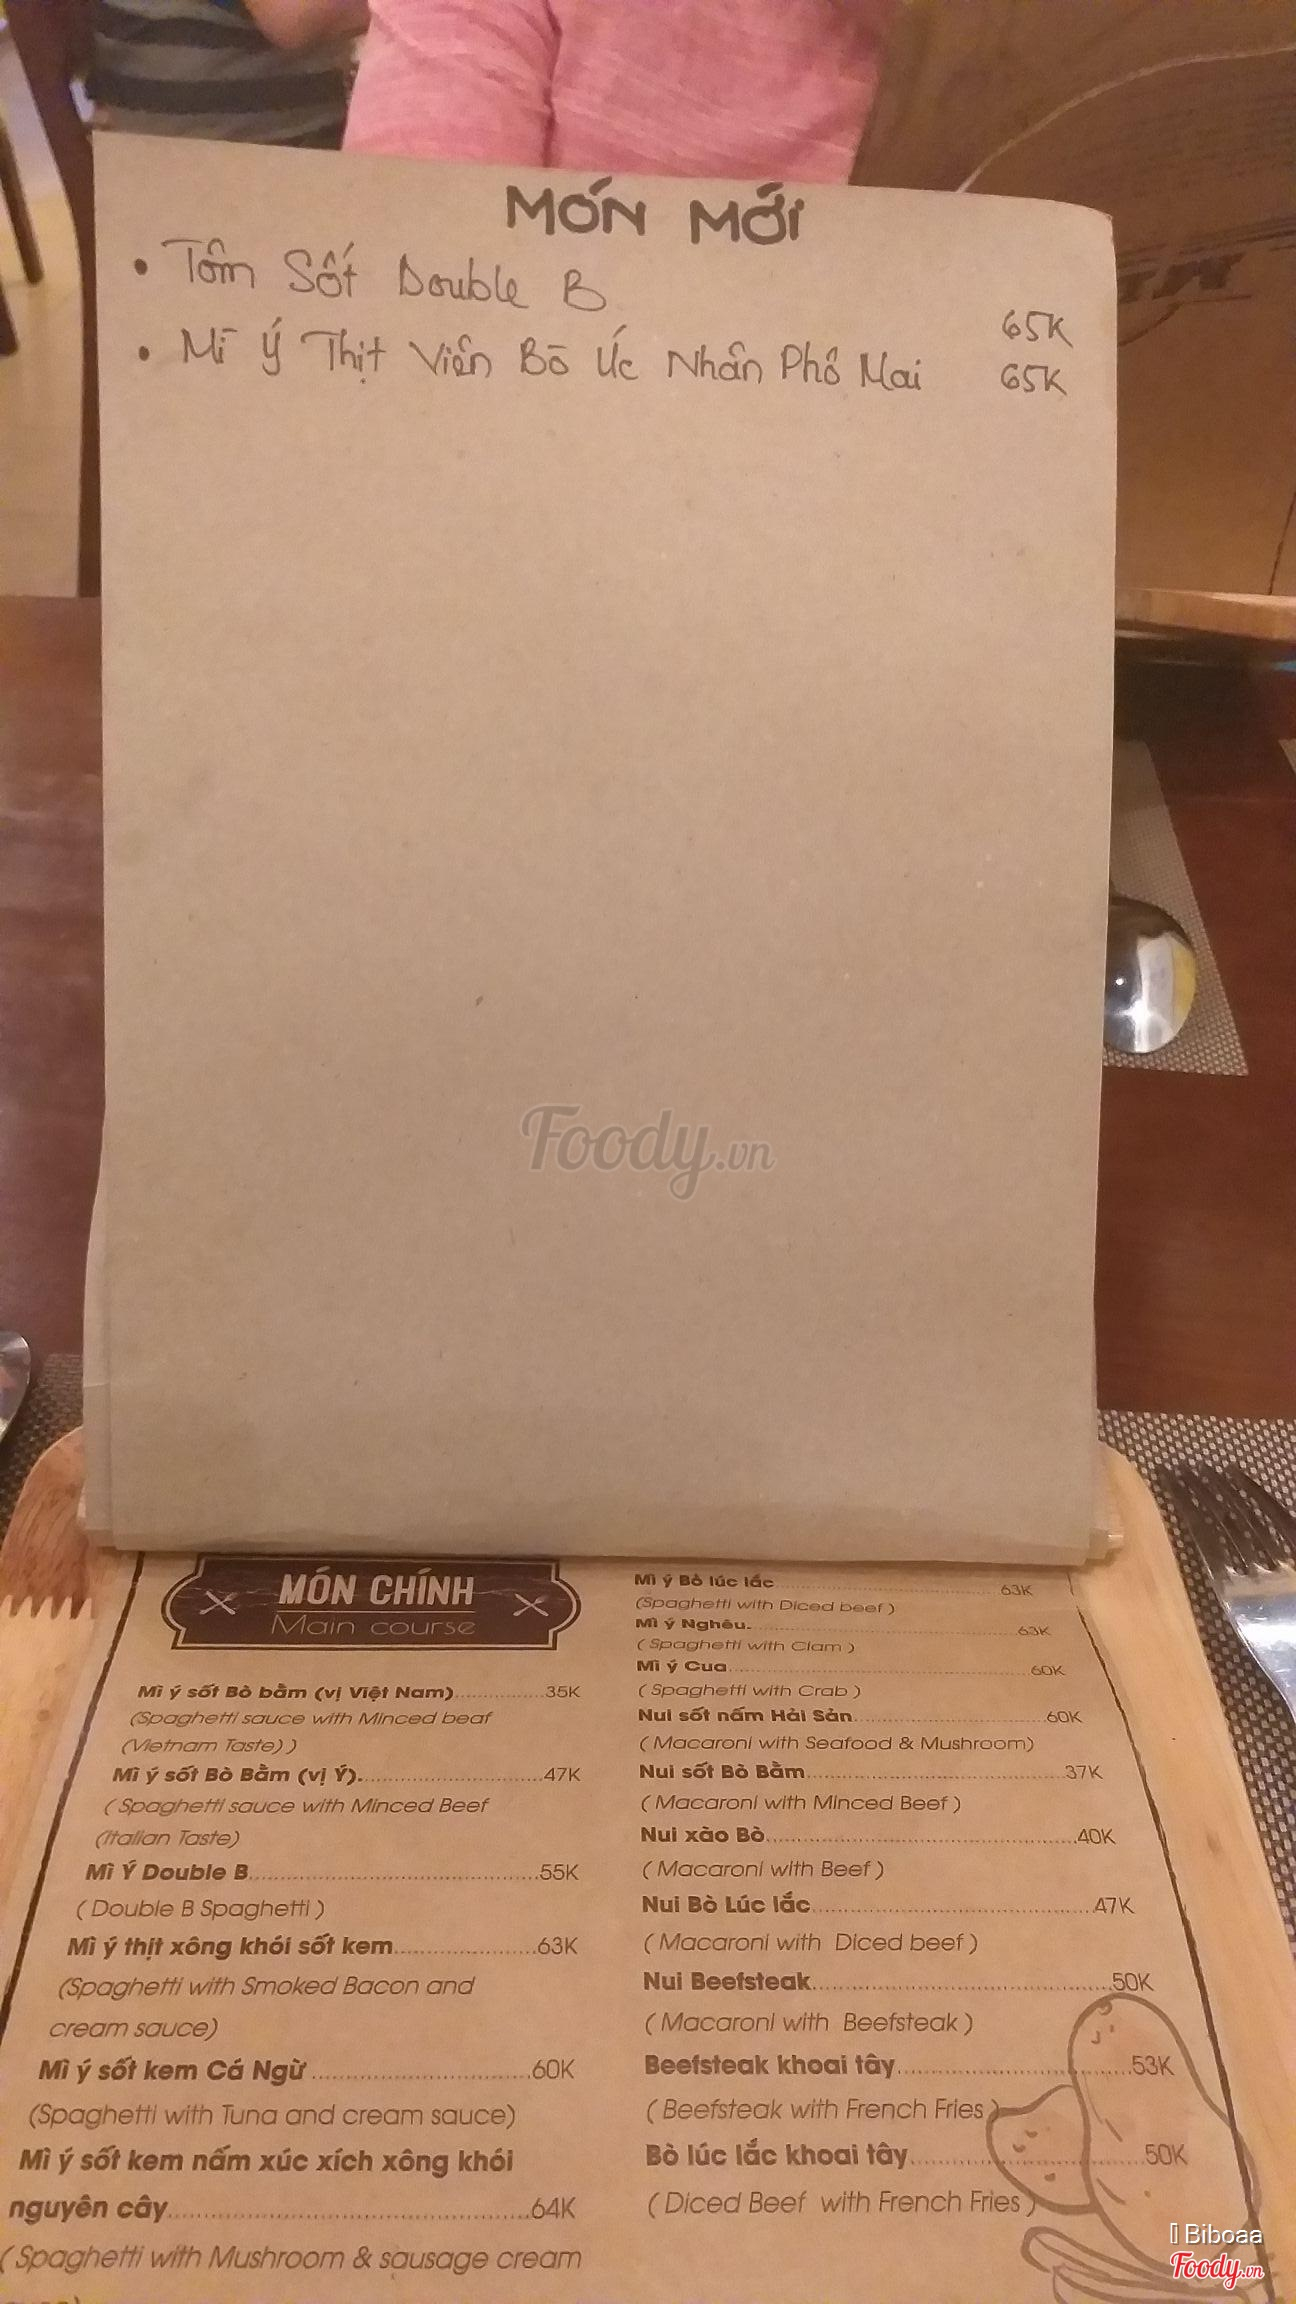 MÓN MỚI
• Tôm Sốt Double B 65K
• Mì Ý Thịt Viên Bò Úc Nhân Phô Mai 65K
Foody.vn
MÓN CHÍNH
Main course
Mì ý sốt Bò bằm (vị Việt Nam)................35K
(Spaghetti sauce with Minced beaf
(Vietnam Taste) )
Mì ý sốt Bò Bằm (vị Ý).................47K
( Spaghetti sauce with Minced Beef
(Italian Taste)
Mì Ý Double B.................55K
( Double B Spaghetti )
Mì ý thịt xông khói sốt kem.................63K
(Spaghetti with Smoked Bacon and
cream sauce)
Mì ý sốt kem Cá Ngừ.................60K
(Spaghetti with Tuna and cream sauce)
Mì ý sốt kem nấm xúc xích xông khói
nguyên cây.................64K
( Spaghetti with Mushroom & sausage cream
Mì ý Bò lúc lắc.................63K
(Spaghetti with Diced beef )
Mì ý Nghêu.................63K
( Spaghetti with Clam )
Mì ý Cua.................60K
( Spaghetti with Crab )
Nui sốt nấm Hải Sản.................60K
( Macaroni with Seafood & Mushroom)
Nui sốt Bò Bằm.................37K
( Macaroni with Minced Beef )
Nui xào Bò.................40K
( Macaroni with Beef )
Nui Bò Lúc lắc.................47K
( Macaroni with Diced beef )
Nui Beefsteak.................50K
( Macaroni with Beefsteak )
Beefsteak khoai tây.................53K
( Beefsteak with French Fries )
Bò lúc lắc khoai tây.................50K
( Diced Beef with French Fries )
Biboaa
Foody.vn